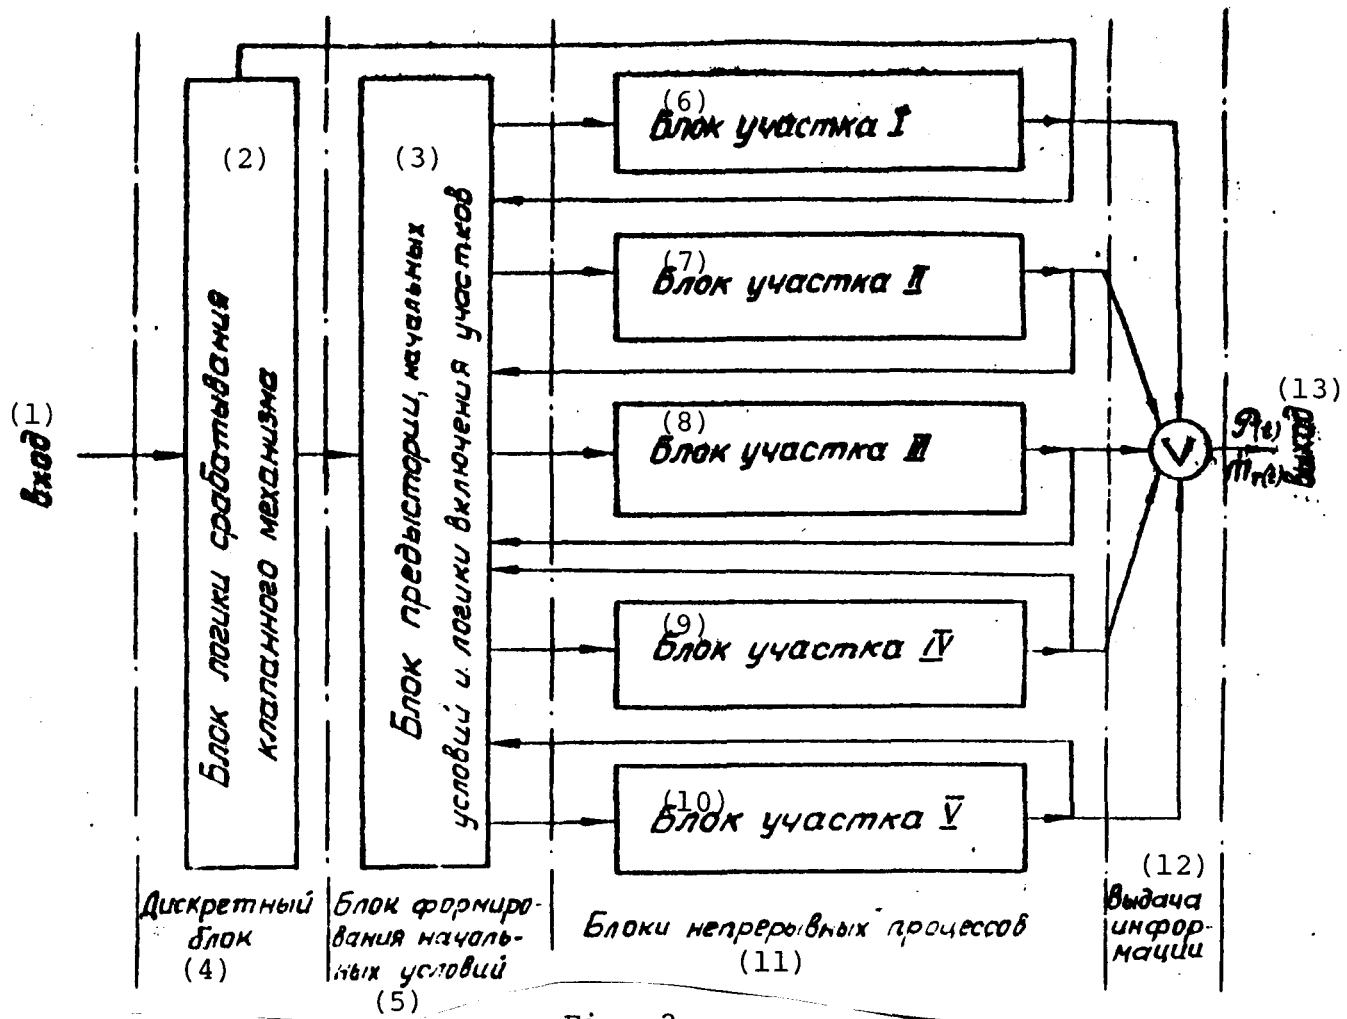 (1)
вход
(2)
Блок логики срабатывания
клапанного механизма
(3)
Блок предыстории, начальных
условий и логики включения участков
(6)
Блок участка I
(7)
Блок участка II
(8)
Блок участка III
(9)
Блок участка IV
(10)
Блок участка V
V
(13)
P(t)
ṁr(t)
выход
Дискретный
блок
(4)
Блок формиро-
вания началь-
ных условий
(5)
Блоки непрерывных процессов
(11)
(12)
Выдача
инфор-
мации